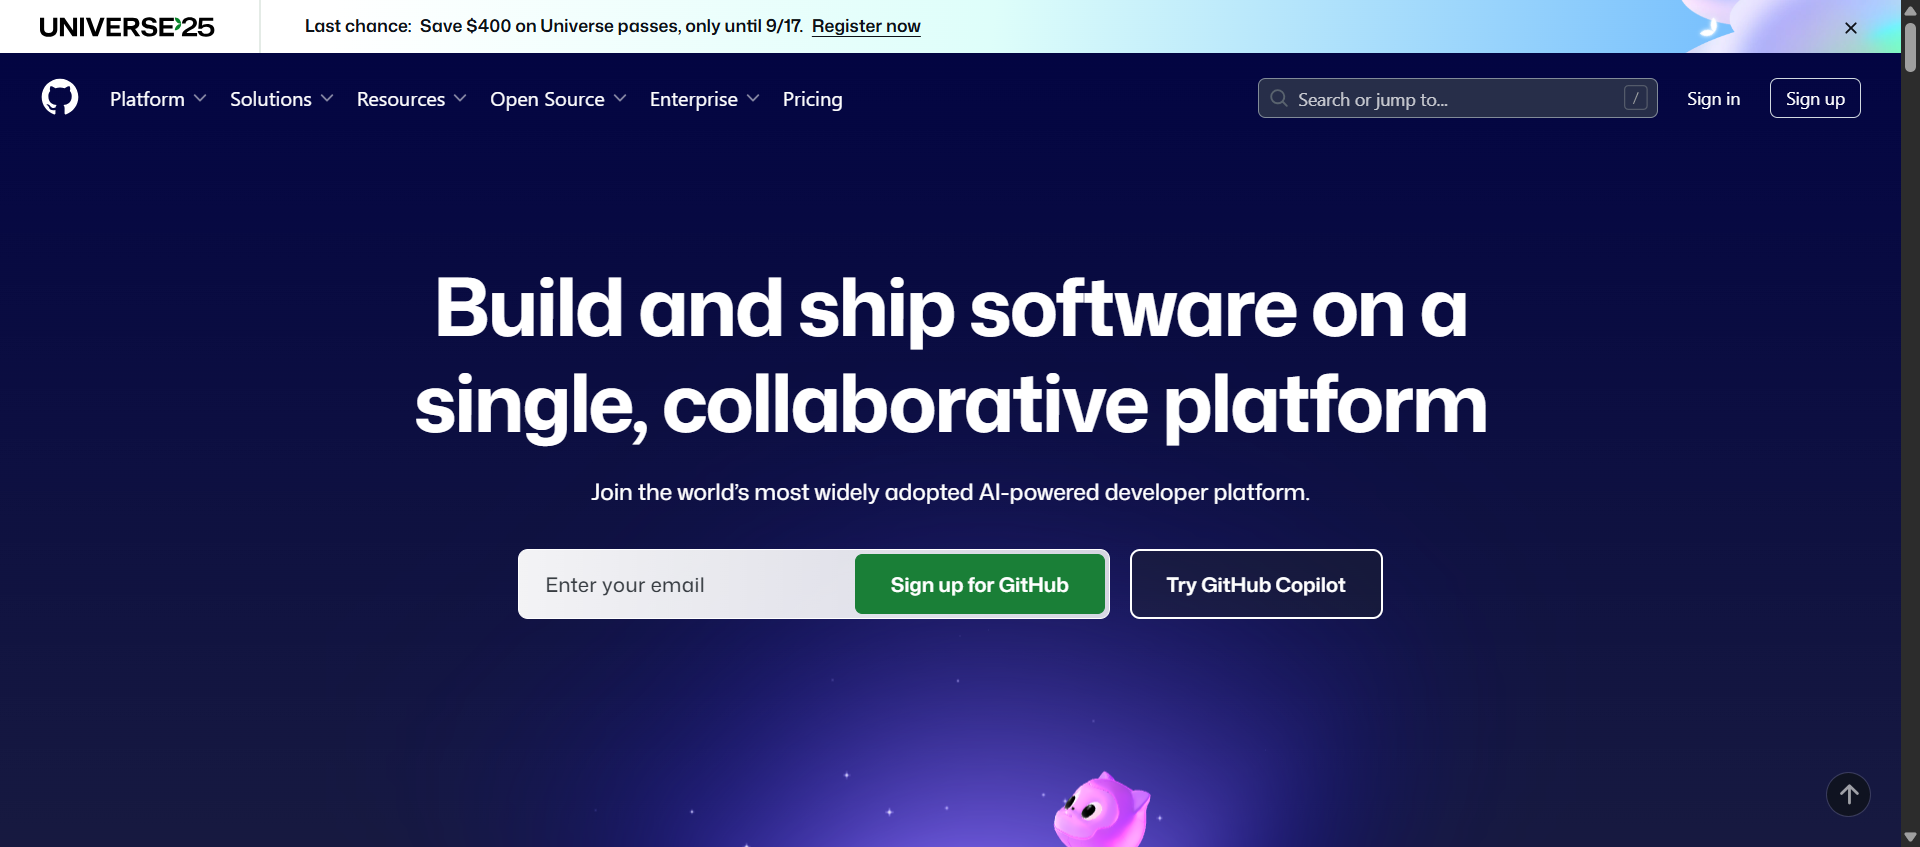 UNIVERSE'25
Last chance: Save $400 on Universe passes, only until 9/17. Register now
Platform Solutions Resources Open Source Enterprise Pricing
Search or jump to... /
Sign in
Sign up
Build and ship software on a
single, collaborative platform
Join the world’s most widely adopted AI-powered developer platform.
Enter your email
Sign up for GitHub
Try GitHub Copilot